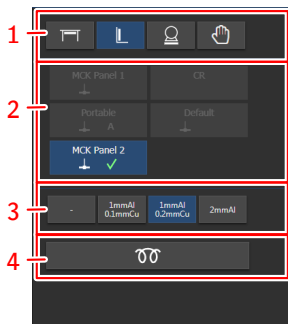 1
2
MCK Panel 1
CR
Portable
A
Default
MCK Panel 2
3
-
1mmAl
0.1mmCu
1mmAl
0.2mmCu
2mmAl
4